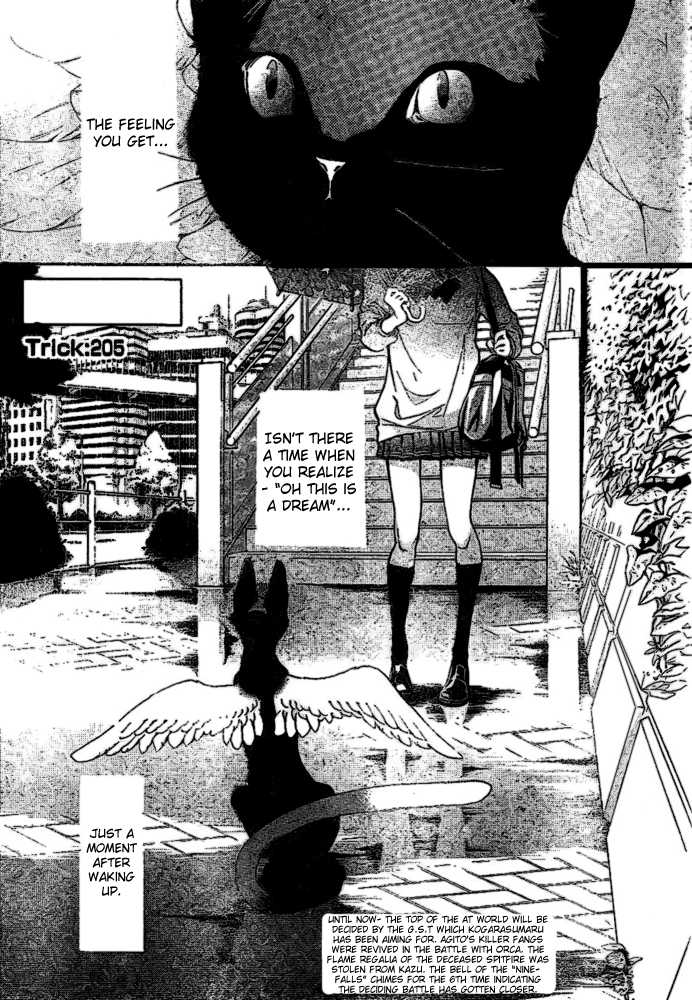 THE FEELING
YOU GET...
Trick:205
ISN'T THERE
A TIME WHEN
YOU REALIZE
- "OH THIS IS
A DREAM"...
JUST A
MOMENT
AFTER
WAKING
UP.
UNTIL NOW- THE TOP OF THE AT WORLD WILL BE
DECIDED BY THE G.S.T WHICH KOGARASUMARU
HAS BEEN AIMING FOR. AGITO'S KILLER FANGS
WERE REVIVED IN THE BATTLE WITH ORCA. THE
FLAME REGALIA OF THE DECEASED SPITFIRE WAS
STOLEN FROM KAZU. THE BELL OF THE "NINE-
FALLS" CHIMES FOR THE 6TH TIME INDICATING
THE DECIDING BATTLE HAS GOTTEN CLOSER.